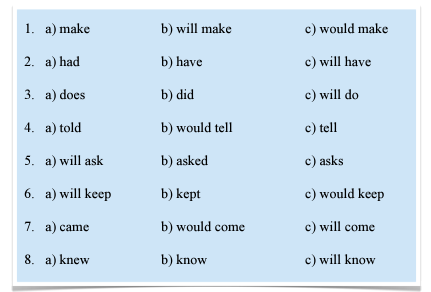 1. a) make b) will make c) would make
2. a) had b) have c) will have
3. a) does b) did c) will do
4. a) told b) would tell c) tell
5. a) will ask b) asked c) asks
6. a) will keep b) kept c) would keep
7. a) came b) would come c) will come
8. a) knew b) know c) will know